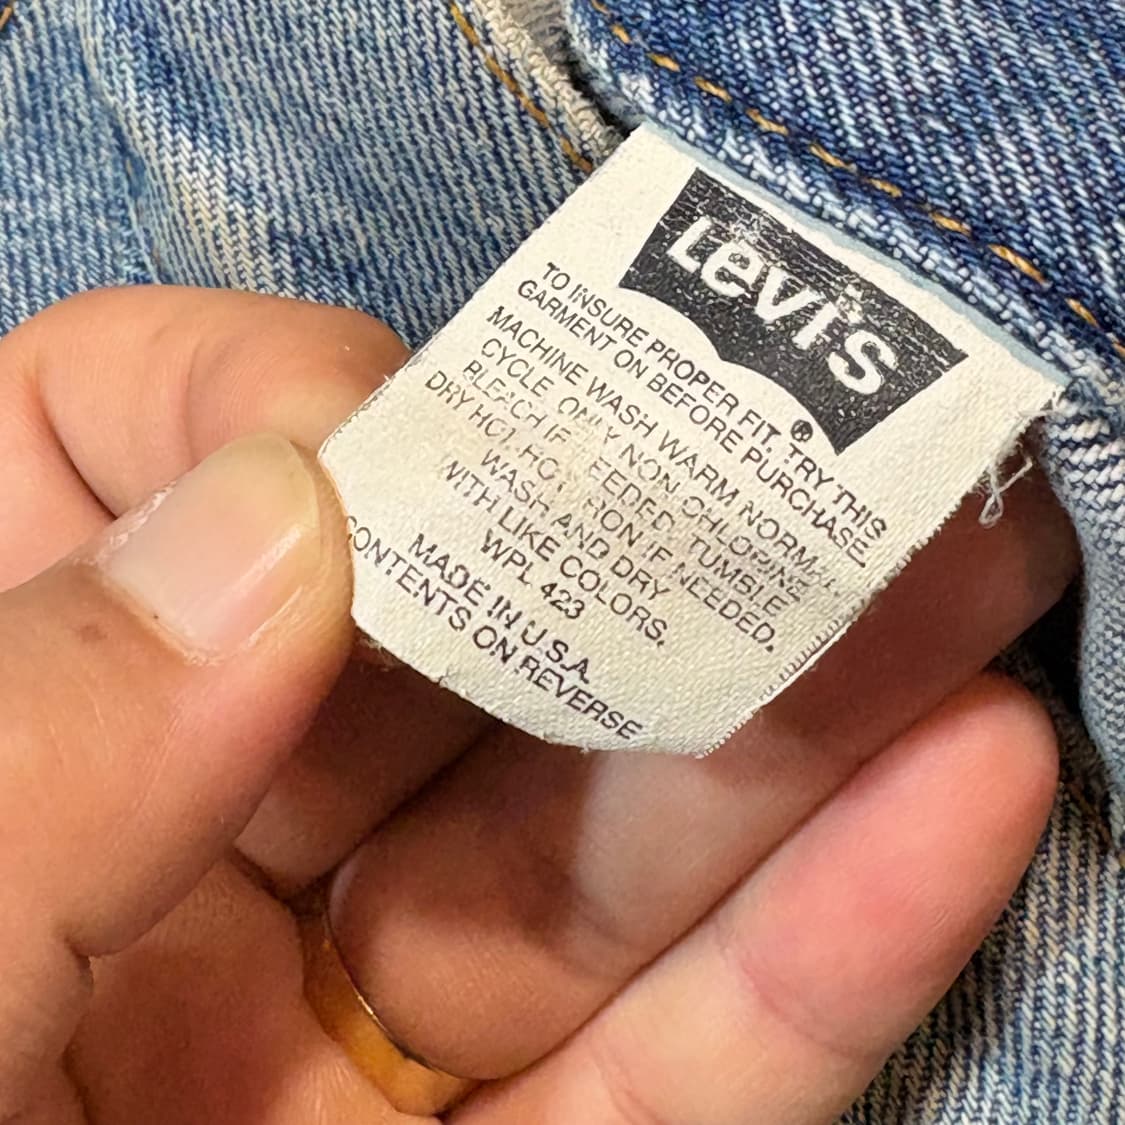 Levi's®
TO INSURE PROPER FIT, TRY THIS
GARMENT ON BEFORE PURCHASE.
MACHINE WASH WARM NORMAL
CYCLE ONLY NON CHLORINE
BLEACH IF NEEDED. TUMBLE
DRY HOT. HOT IRON IF NEEDED.
WASH AND DRY
WITH LIKE COLORS.
WPL 423
MADE IN U.S.A.
CONTENTS ON REVERSE